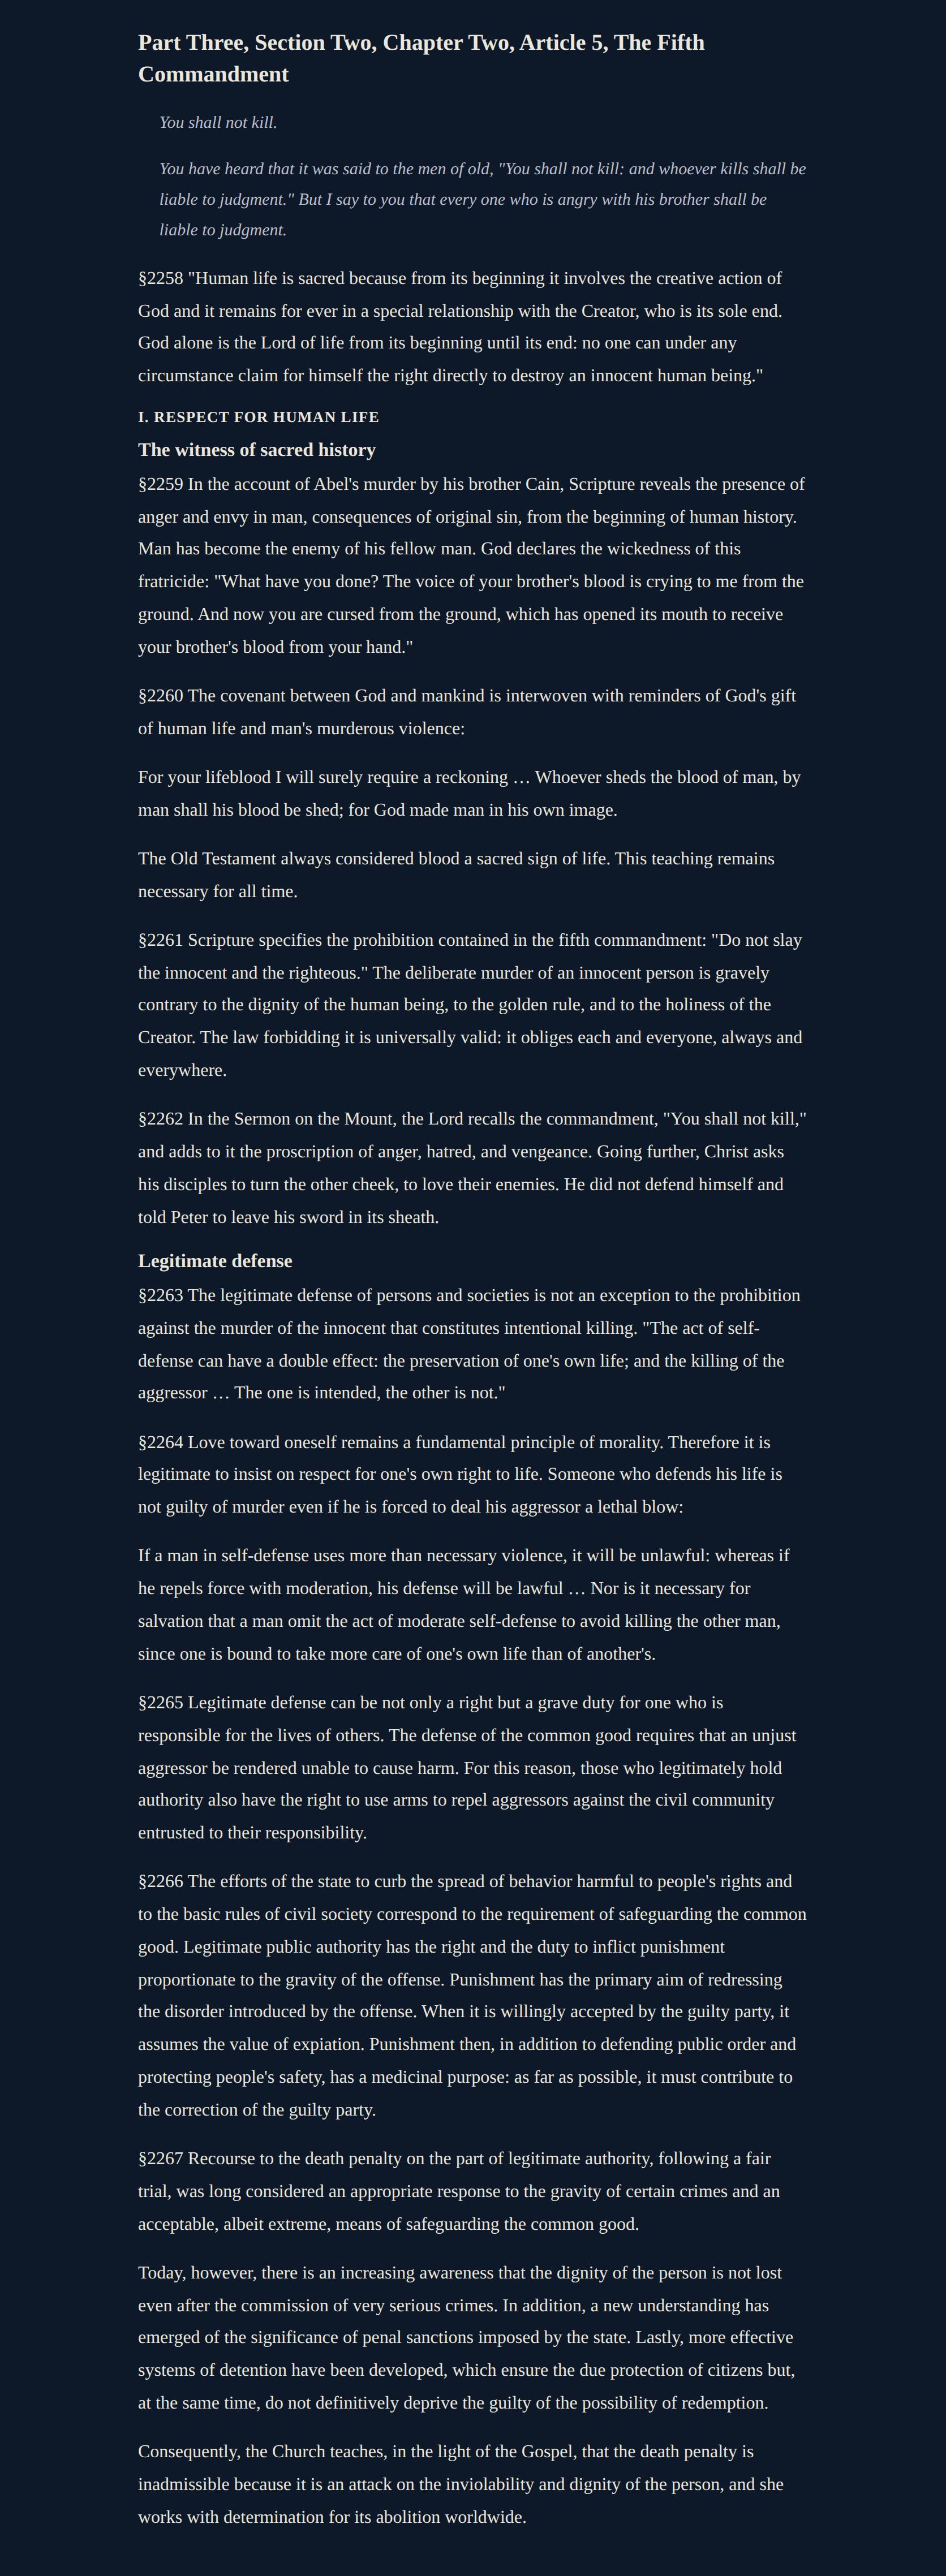 Part Three, Section Two, Chapter Two, Article 5, The Fifth
Commandment
You shall not kill.
You have heard that it was said to the men of old, "You shall not kill: and whoever kills shall be
liable to judgment." But I say to you that every one who is angry with his brother shall be
liable to judgment.
§2258 "Human life is sacred because from its beginning it involves the creative action of
God and it remains for ever in a special relationship with the Creator, who is its sole end.
God alone is the Lord of life from its beginning until its end: no one can under any
circumstance claim for himself the right directly to destroy an innocent human being."
I. RESPECT FOR HUMAN LIFE
The witness of sacred history
§2259 In the account of Abel's murder by his brother Cain, Scripture reveals the presence of
anger and envy in man, consequences of original sin, from the beginning of human history.
Man has become the enemy of his fellow man. God declares the wickedness of this
fratricide: "What have you done? The voice of your brother's blood is crying to me from the
ground. And now you are cursed from the ground, which has opened its mouth to receive
your brother's blood from your hand."
§2260 The covenant between God and mankind is interwoven with reminders of God's gift
of human life and man's murderous violence:
For your lifeblood I will surely require a reckoning … Whoever sheds the blood of man, by
man shall his blood be shed; for God made man in his own image.
The Old Testament always considered blood a sacred sign of life. This teaching remains
necessary for all time.
§2261 Scripture specifies the prohibition contained in the fifth commandment: "Do not slay
the innocent and the righteous." The deliberate murder of an innocent person is gravely
contrary to the dignity of the human being, to the golden rule, and to the holiness of the
Creator. The law forbidding it is universally valid: it obliges each and everyone, always and
everywhere.
§2262 In the Sermon on the Mount, the Lord recalls the commandment, "You shall not kill,"
and adds to it the proscription of anger, hatred, and vengeance. Going further, Christ asks
his disciples to turn the other cheek, to love their enemies. He did not defend himself and
told Peter to leave his sword in its sheath.
Legitimate defense
§2263 The legitimate defense of persons and societies is not an exception to the prohibition
against the murder of the innocent that constitutes intentional killing. "The act of self-
defense can have a double effect: the preservation of one's own life; and the killing of the
aggressor … The one is intended, the other is not."
§2264 Love toward oneself remains a fundamental principle of morality. Therefore it is
legitimate to insist on respect for one's own right to life. Someone who defends his life is
not guilty of murder even if he is forced to deal his aggressor a lethal blow:
If a man in self-defense uses more than necessary violence, it will be unlawful: whereas if
he repels force with moderation, his defense will be lawful … Nor is it necessary for
salvation that a man omit the act of moderate self-defense to avoid killing the other man,
since one is bound to take more care of one's own life than of another's.
§2265 Legitimate defense can be not only a right but a grave duty for one who is
responsible for the lives of others. The defense of the common good requires that an unjust
aggressor be rendered unable to cause harm. For this reason, those who legitimately hold
authority also have the right to use arms to repel aggressors against the civil community
entrusted to their responsibility.
§2266 The efforts of the state to curb the spread of behavior harmful to people's rights and
to the basic rules of civil society correspond to the requirement of safeguarding the common
good. Legitimate public authority has the right and the duty to inflict punishment
proportionate to the gravity of the offense. Punishment has the primary aim of redressing
the disorder introduced by the offense. When it is willingly accepted by the guilty party, it
assumes the value of expiation. Punishment then, in addition to defending public order and
protecting people's safety, has a medicinal purpose: as far as possible, it must contribute to
the correction of the guilty party.
§2267 Recourse to the death penalty on the part of legitimate authority, following a fair
trial, was long considered an appropriate response to the gravity of certain crimes and an
acceptable, albeit extreme, means of safeguarding the common good.
Today, however, there is an increasing awareness that the dignity of the person is not lost
even after the commission of very serious crimes. In addition, a new understanding has
emerged of the significance of penal sanctions imposed by the state. Lastly, more effective
systems of detention have been developed, which ensure the due protection of citizens but,
at the same time, do not definitively deprive the guilty of the possibility of redemption.
Consequently, the Church teaches, in the light of the Gospel, that the death penalty is
inadmissible because it is an attack on the inviolability and dignity of the person, and she
works with determination for its abolition worldwide.